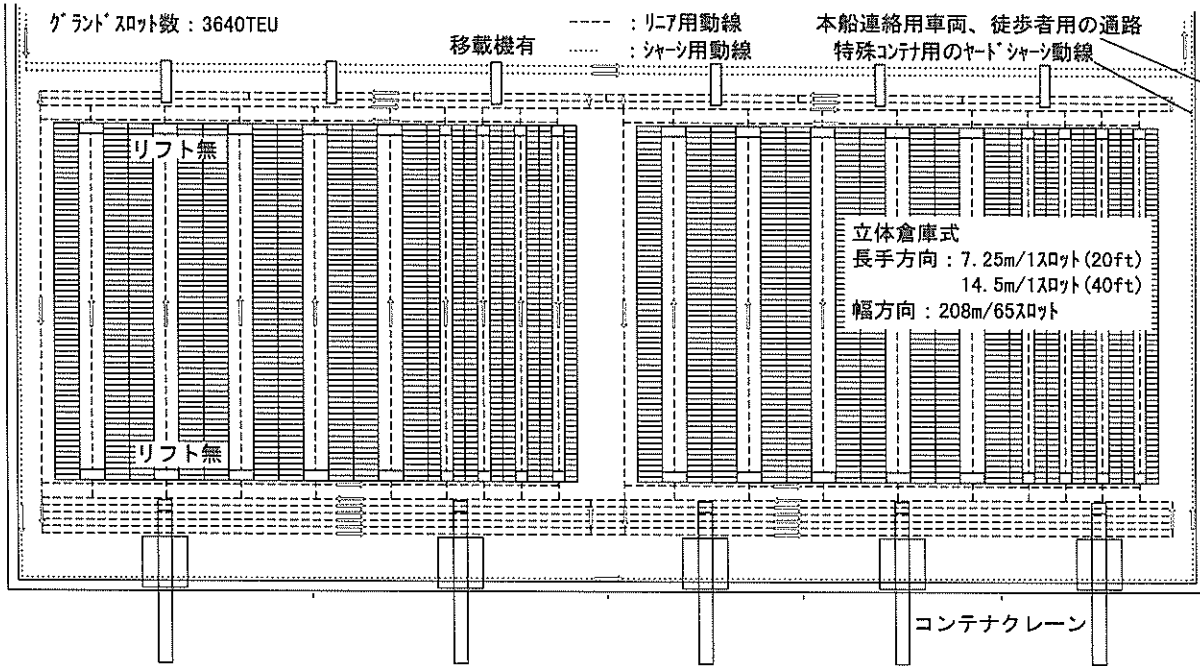 グランドスロット数：3640TEU
---- ：リニア用動線
本船連絡用車両、徒歩者用の通路
移載機有
...... ：シャーシ用動線
特殊コンテナ用のヤードシャーシ動線
リフト無
立体倉庫式
長手方向：7.25m/1スロット(20ft)
14.5m/1スロット(40ft)
幅方向：208m/65スロット
リフト無
コンテナクレーン